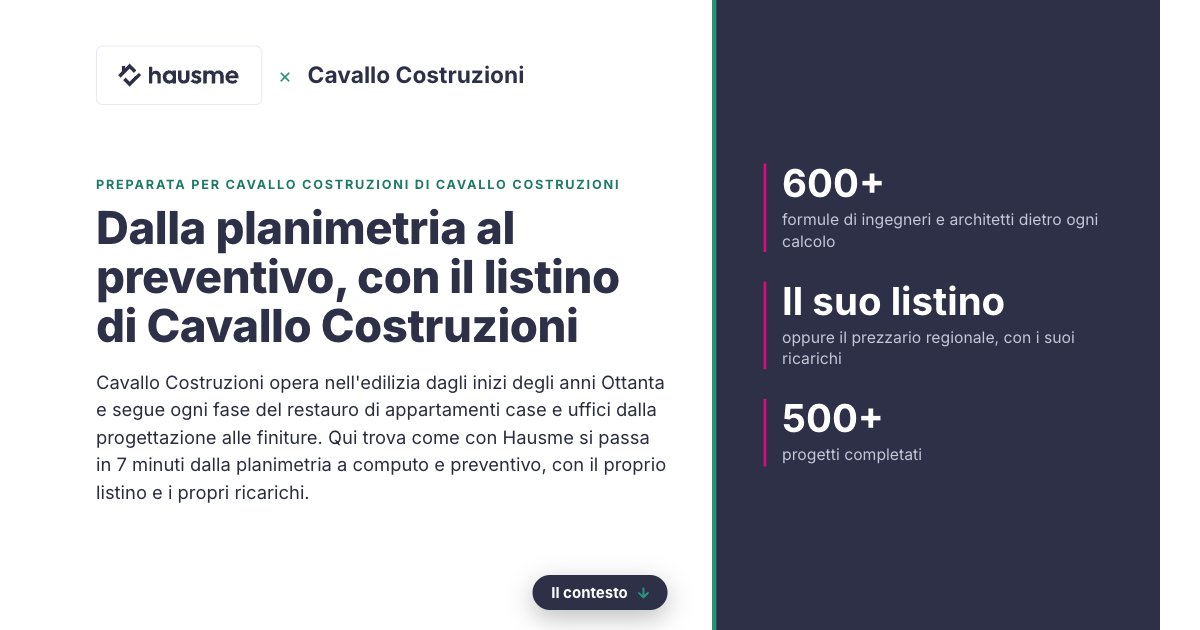 hausme × Cavallo Costruzioni
PREPARATA PER CAVALLO COSTRUZIONI DI CAVALLO COSTRUZIONI
Dalla planimetria al
preventivo, con il listino
di Cavallo Costruzioni
Cavallo Costruzioni opera nell'edilizia dagli inizi degli anni Ottanta
e segue ogni fase del restauro di appartamenti case e uffici dalla
progettazione alle finiture. Qui trova come con Hausme si passa
in 7 minuti dalla planimetria a computo e preventivo, con il proprio
listino e i propri ricarichi.
Il contesto ↓
600+
formule di ingegneri e architetti dietro ogni
calcolo
Il suo listino
oppure il prezzario regionale, con i suoi
ricarichi
500+
progetti completati